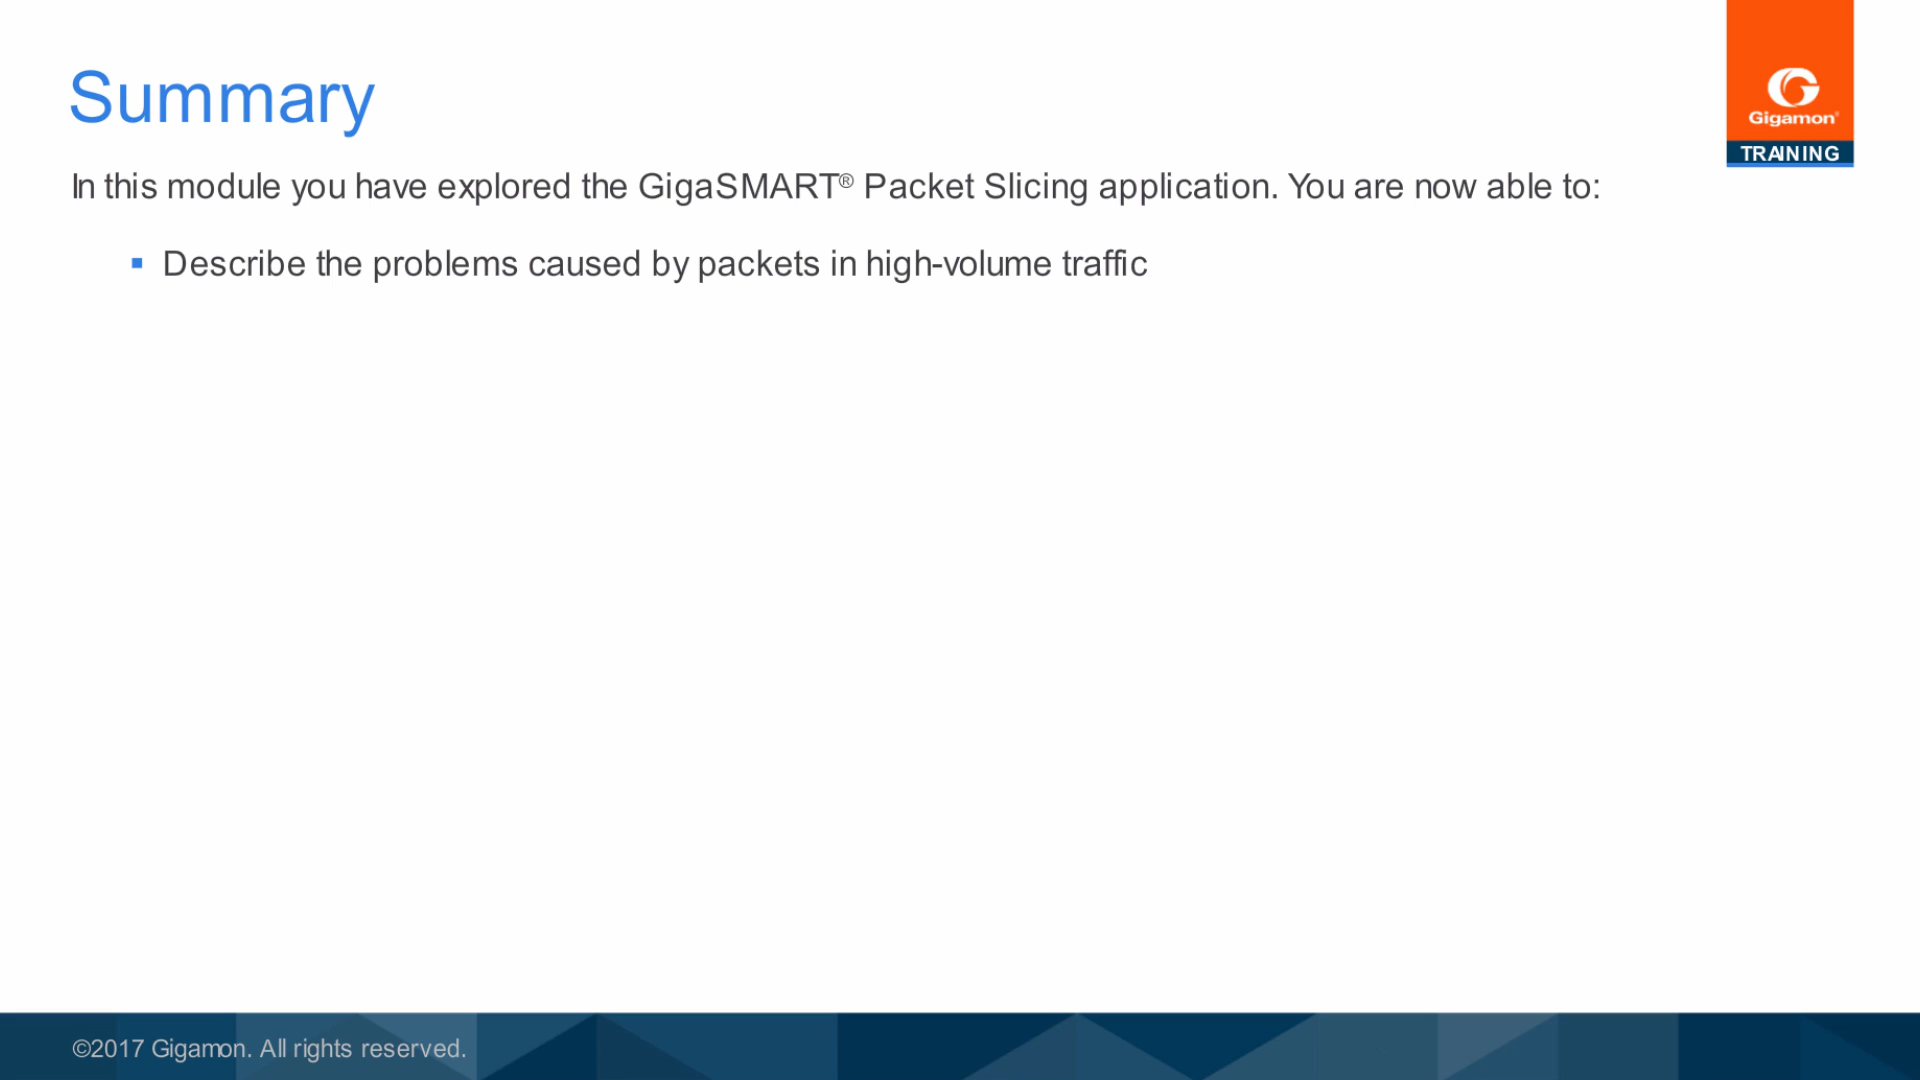 Summary
Gigamon®
TRAINING
In this module you have explored the GigaSMART® Packet Slicing application. You are now able to:
▪ Describe the problems caused by packets in high-volume traffic
©2017 Gigamon. All rights reserved.